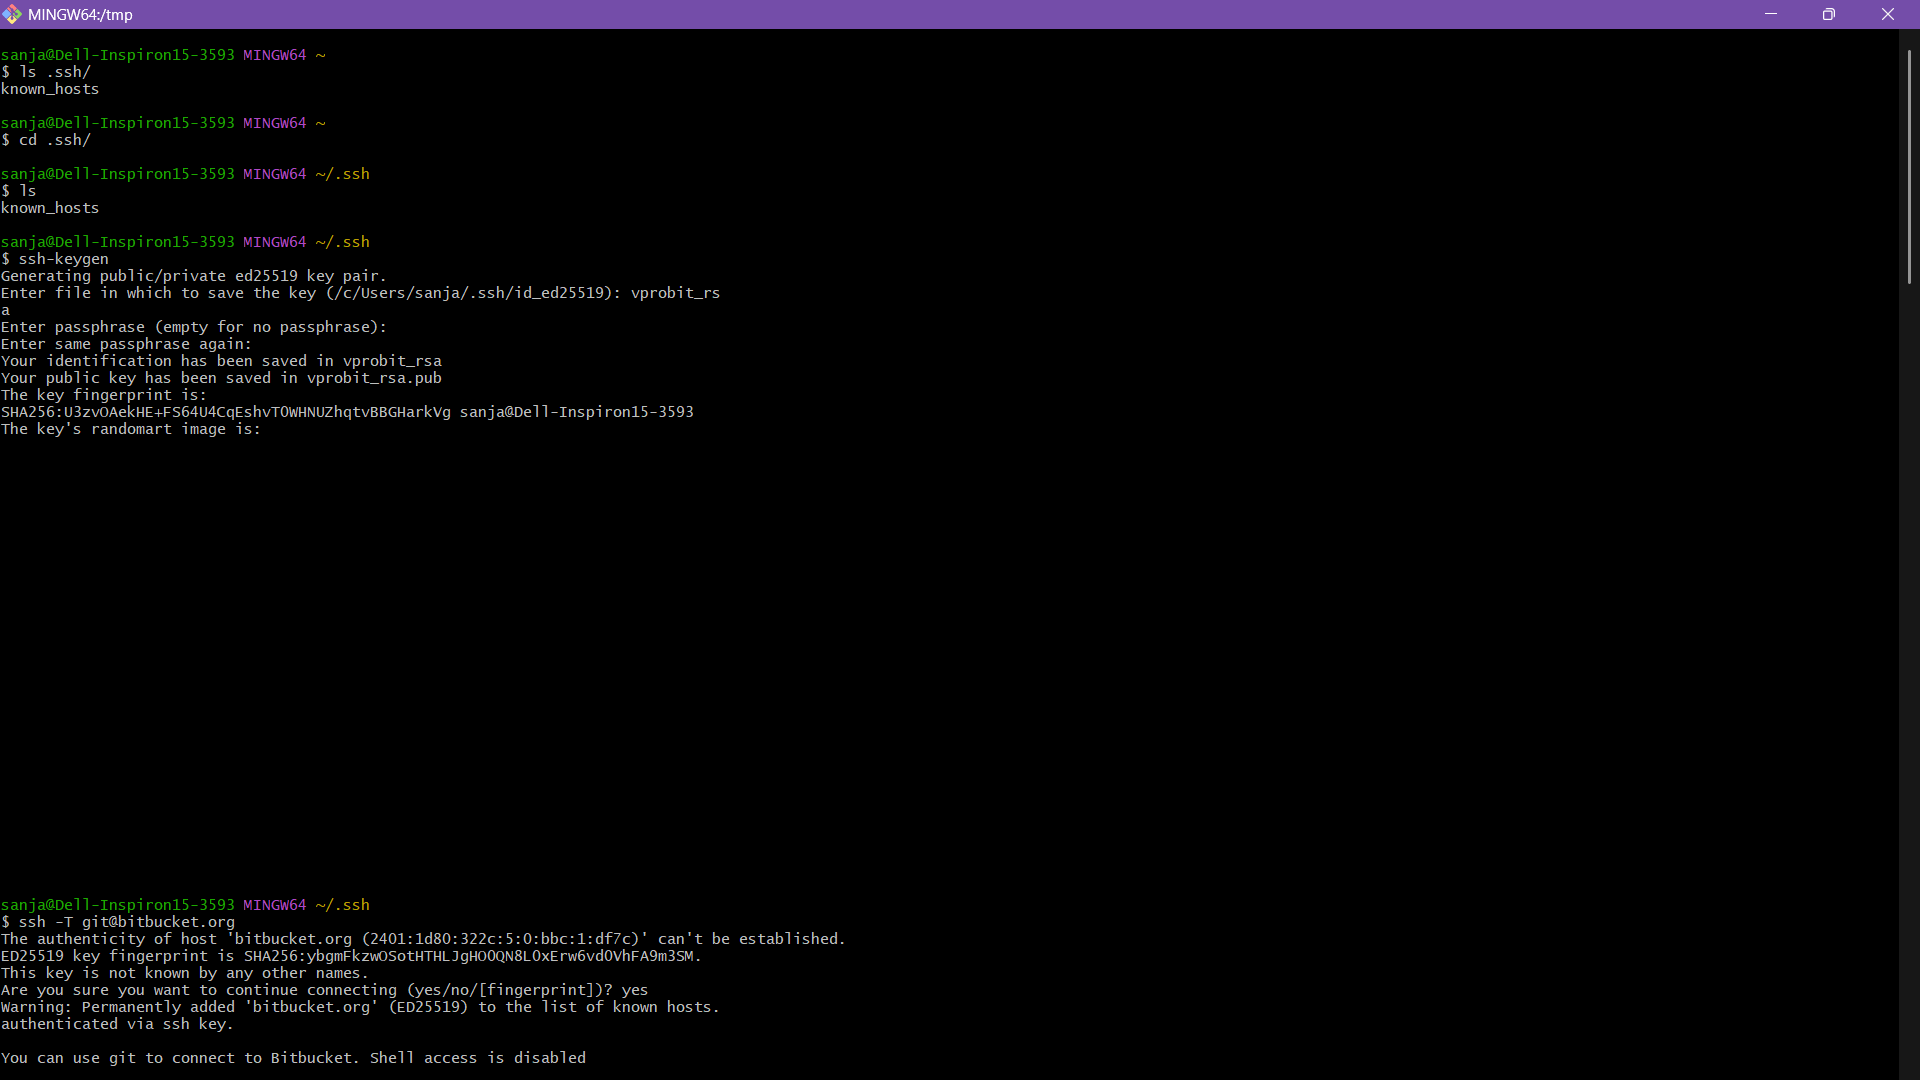 MINGW64:/tmp
sanja@Dell-Inspiron15-3593 MINGW64 ~
$ ls .ssh/
known_hosts
sanja@Dell-Inspiron15-3593 MINGW64 ~
$ cd .ssh/
sanja@Dell-Inspiron15-3593 MINGW64 ~/.ssh
$ ls
known_hosts
sanja@Dell-Inspiron15-3593 MINGW64 ~/.ssh
$ ssh-keygen
Generating public/private ed25519 key pair.
Enter file in which to save the key (/c/Users/sanja/.ssh/id_ed25519): vprobit_rs
a
Enter passphrase (empty for no passphrase):
Enter same passphrase again:
Your identification has been saved in vprobit_rsa
Your public key has been saved in vprobit_rsa.pub
The key fingerprint is:
SHA256:U3zvOAekHE+FS64U4CqEshvTOWHNUZhqtvBBGHarkVg sanja@Dell-Inspiron15-3593
The key's randomart image is:
sanja@Dell-Inspiron15-3593 MINGW64 ~/.ssh
$ ssh -T git@bitbucket.org
The authenticity of host 'bitbucket.org (2401:1d80:322c:5:0:bbc:1:df7c)' can't be established.
ED25519 key fingerprint is SHA256:ybgmFkzwOSotHTHLJgHO0QN8L0xErw6vd0VhFA9m3SM.
This key is not known by any other names.
Are you sure you want to continue connecting (yes/no/[fingerprint])? yes
Warning: Permanently added 'bitbucket.org' (ED25519) to the list of known hosts.
authenticated via ssh key.
You can use git to connect to Bitbucket. Shell access is disabled